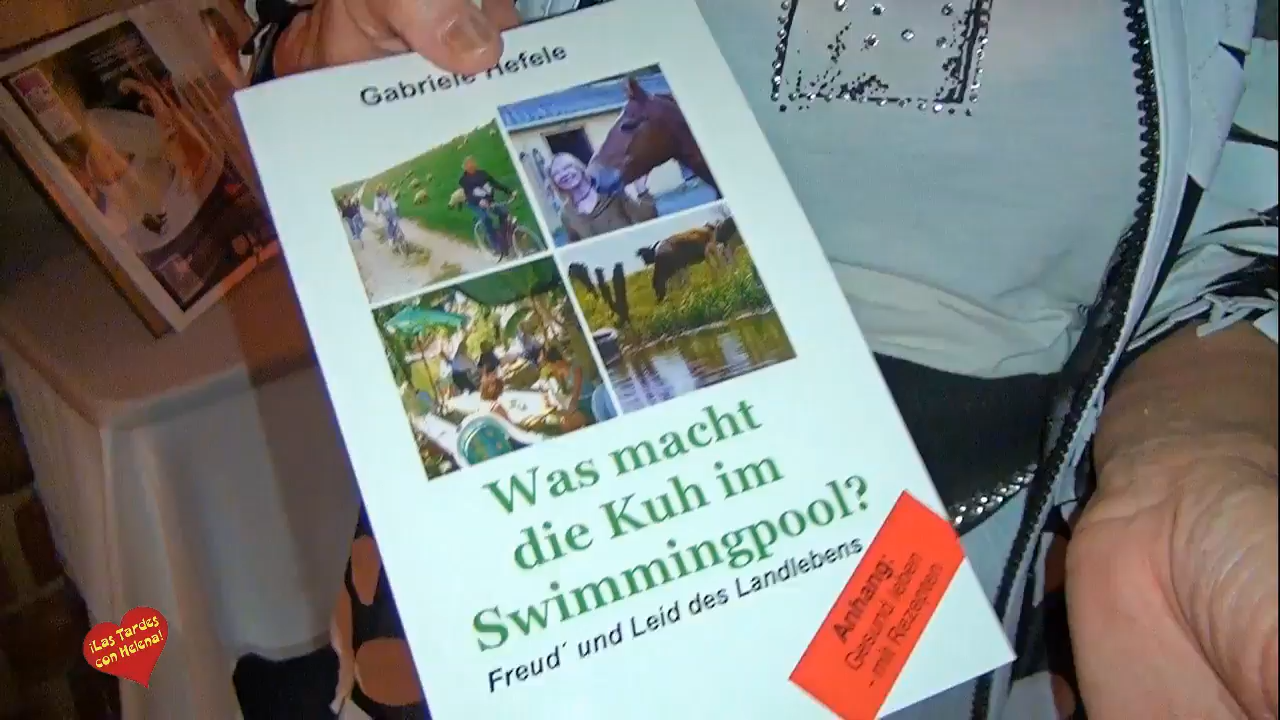 Gabriele Hefele
Was macht
die Kuh im
Swimmingpool?
Freud´ und Leid des Landlebens
Anhang:
Gesund leben
- mit Rezepten
¡Las Tardes
con Helena!